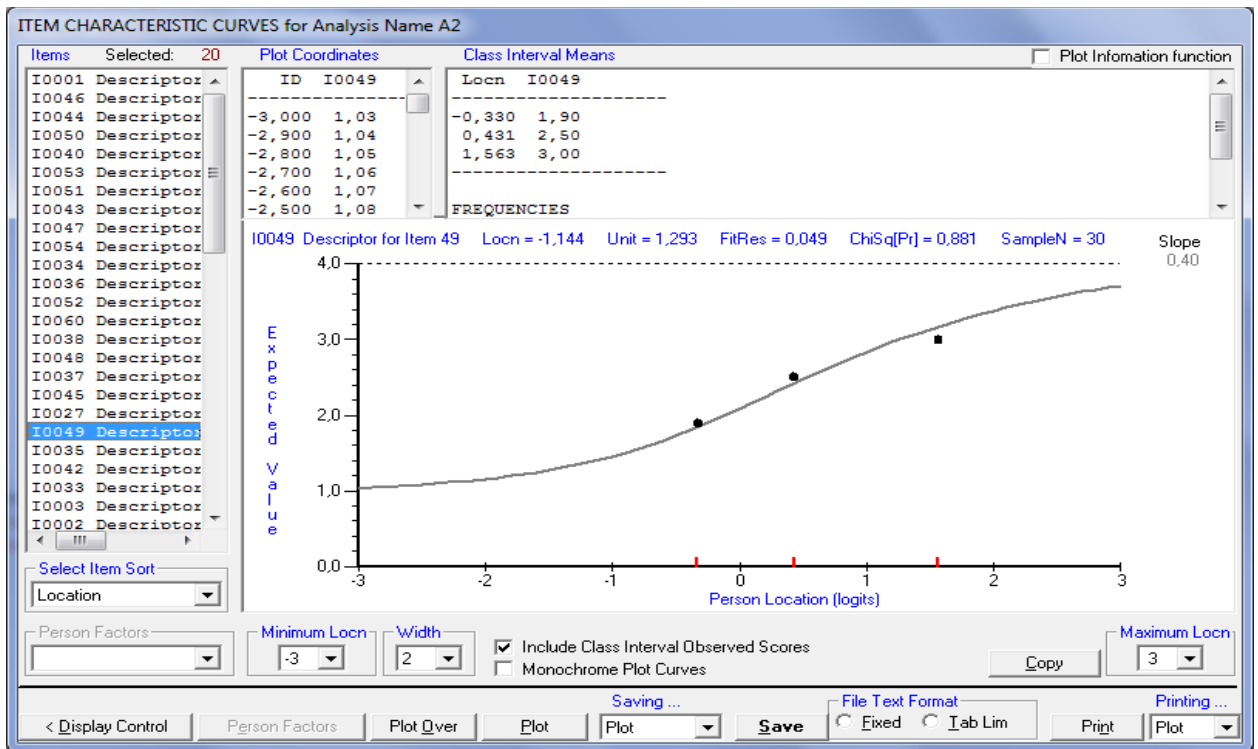 ITEM CHARACTERISTIC CURVES for Analysis Name A2
Items Selected: 20 Plot Coordinates Class Interval Means Plot Infomation function
I0001 Descriptor
I0046 Descriptor
I0044 Descriptor
I0050 Descriptor
I0040 Descriptor
I0053 Descriptor
I0051 Descriptor
I0043 Descriptor
I0047 Descriptor
I0054 Descriptor
I0034 Descriptor
I0036 Descriptor
I0052 Descriptor
I0060 Descriptor
I0038 Descriptor
I0048 Descriptor
I0037 Descriptor
I0045 Descriptor
I0027 Descriptor
I0049 Descriptor
I0035 Descriptor
I0042 Descriptor
I0033 Descriptor
I0003 Descriptor
I0002 Descriptor
ID I0049
-3,000 1,03
-2,900 1,04
-2,800 1,05
-2,700 1,06
-2,600 1,07
-2,500 1,08
Locn I0049
-0,330 1,90
0,431 2,50
1,563 3,00
FREQUENCIES
I0049 Descriptor for Item 49 Locn = -1,144 Unit = 1,293 FitRes = 0,049 ChiSq[Pr] = 0,881 SampleN = 30
Slope
0,40
4,0
3,0
2,0
1,0
0,0
Expected Value
-3 -2 -1 0 1 2 3
Person Location (logits)
Select Item Sort
Location
Person Factors
Minimum Locn
-3
Width
2
Include Class Interval Observed Scores
Monochrome Plot Curves
Copy
Maximum Locn
3
Saving ... File Text Format Printing ...
< Display Control Person Factors Plot Over Plot Plot Save Fixed Tab Lim Print Plot